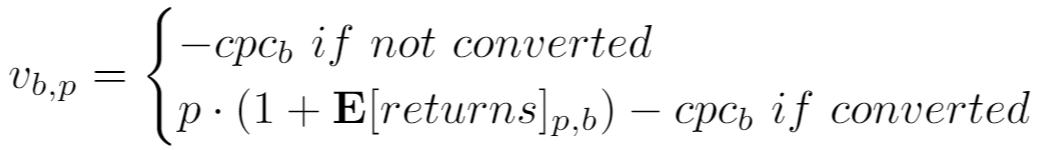 v_{b,p} = { -cpc_b if not converted
p · (1 + E[returns]_{p,b}) − cpc_b if converted